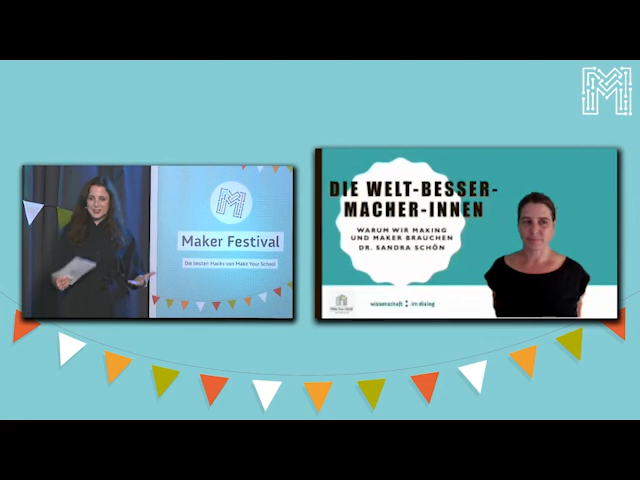 Maker Festival
Die besten Hacks von Make Your School
DIE WELT-BESSER-
MACHER-INNEN
WARUM WIR MAKING
UND MAKER BRAUCHEN
DR. SANDRA SCHÖN
wissenschaft im dialog